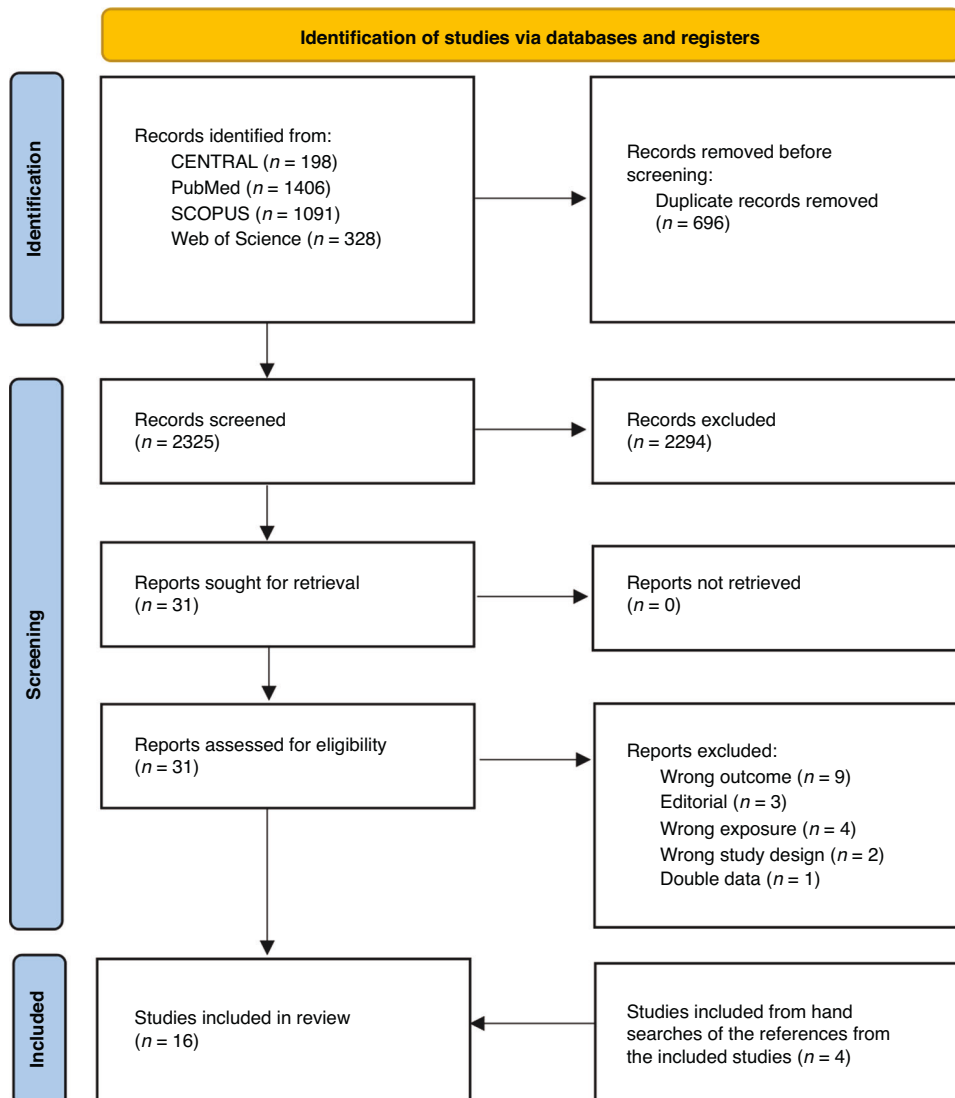 Identification of studies via databases and registers
Identification
Records identified from:
CENTRAL (n = 198)
PubMed (n = 1406)
SCOPUS (n = 1091)
Web of Science (n = 328)
Records removed before
screening:
Duplicate records removed
(n = 696)
Screening
Records screened
(n = 2325)
Records excluded
(n = 2294)
Reports sought for retrieval
(n = 31)
Reports not retrieved
(n = 0)
Reports assessed for eligibility
(n = 31)
Reports excluded:
Wrong outcome (n = 9)
Editorial (n = 3)
Wrong exposure (n = 4)
Wrong study design (n = 2)
Double data (n = 1)
Included
Studies included in review
(n = 16)
Studies included from hand
searches of the references from
the included studies (n = 4)